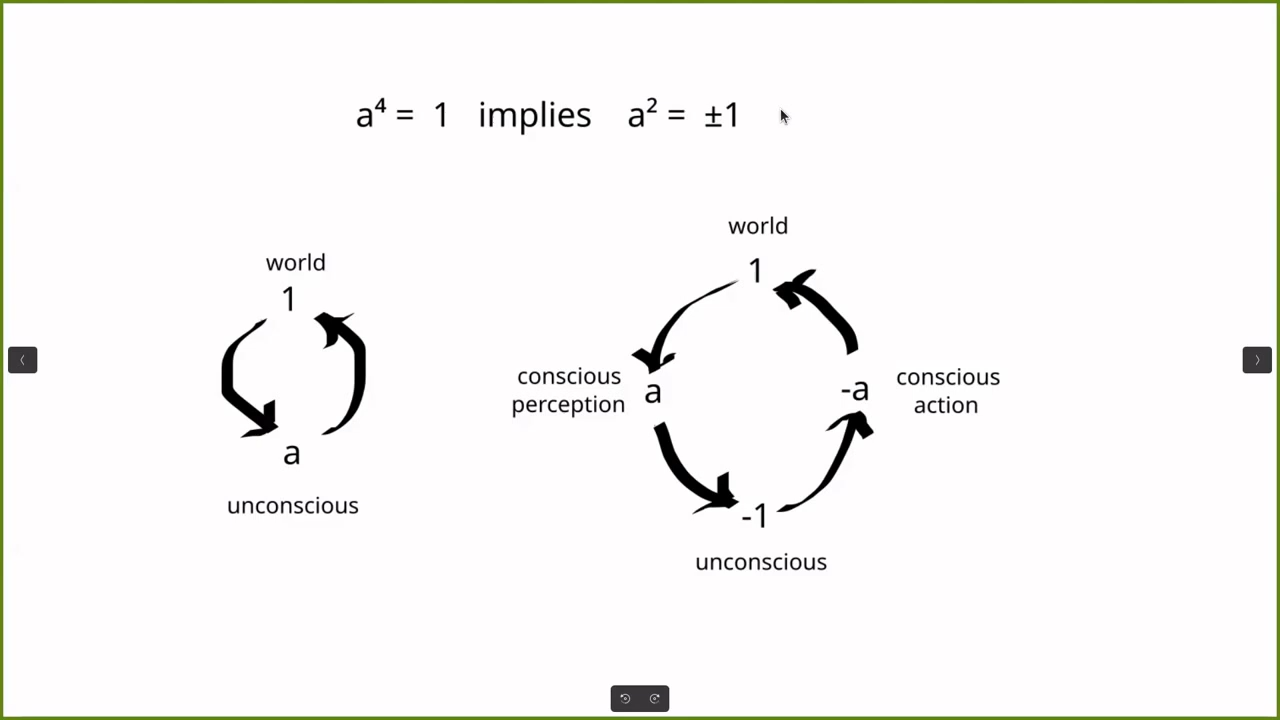 a⁴ = 1 implies a² = ±1
world
1
a
unconscious
world
1
conscious
perception
a
-a
conscious
action
-1
unconscious